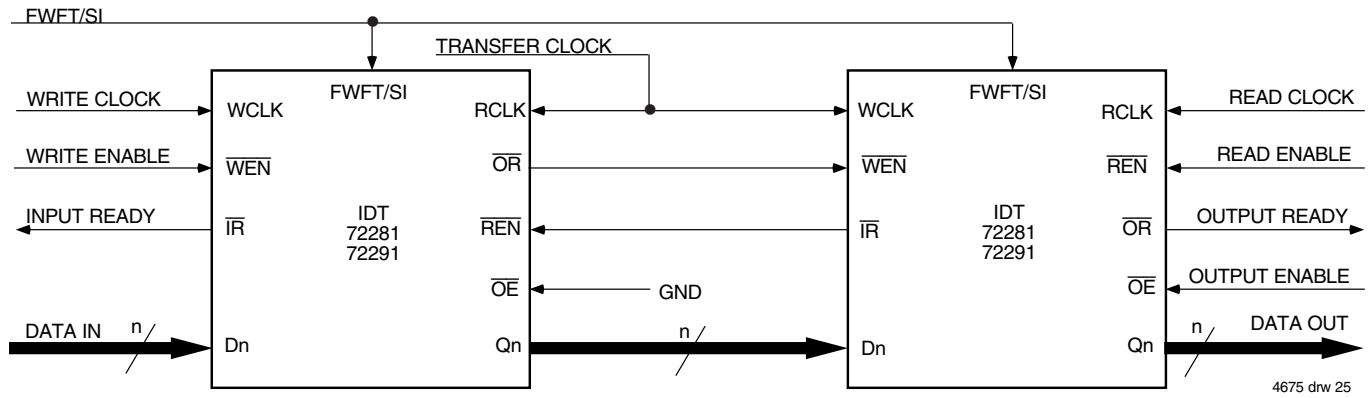 FWFT/SI
TRANSFER CLOCK
FWFT/SI
FWFT/SI
WRITE CLOCK
WCLK
RCLK
WCLK
RCLK
READ CLOCK
WRITE ENABLE
WEN
OR
WEN
REN
READ ENABLE
INPUT READY
IR
IDT
72281
72291
REN
IR
IDT
72281
72291
OR
OUTPUT READY
OE
GND
OE
OUTPUT ENABLE
DATA IN
n
Dn
Qn
n
Dn
Qn
n
DATA OUT
4675 drw 25